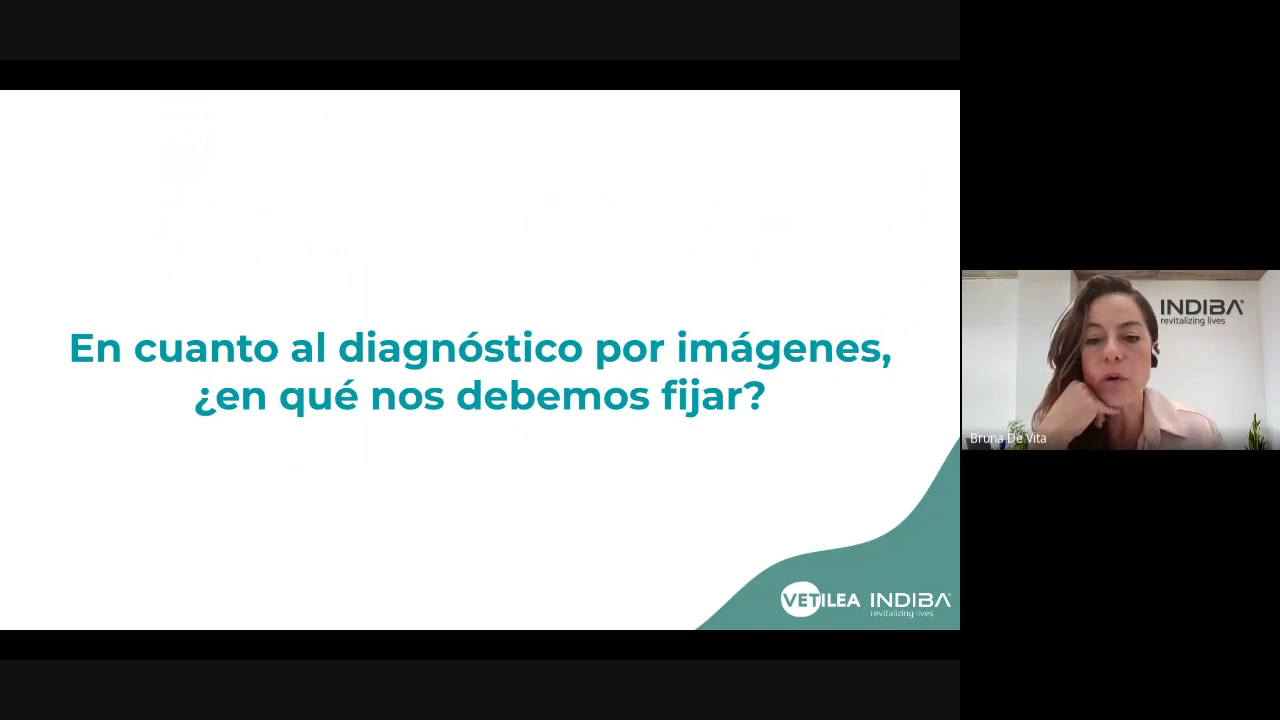 En cuanto al diagnóstico por imágenes,
¿en qué nos debemos fijar?
VETILEA INDIBA®
revitalizing lives
INDIBA®
revitalizing lives
Bruna De Vita